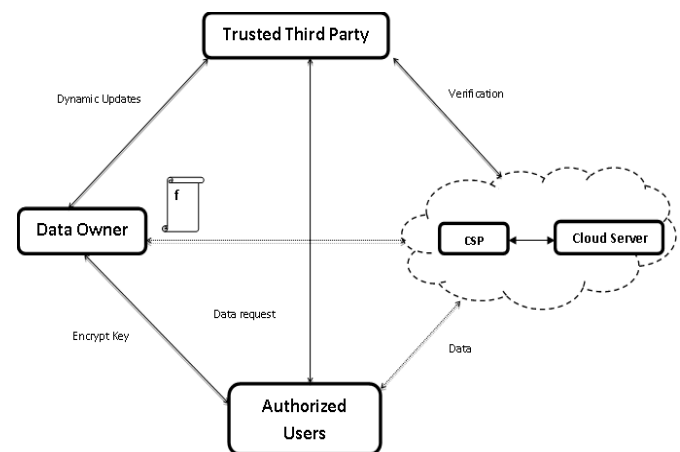 Trusted Third Party
Dynamic Updates
Verification
f
Data Owner
CSP
Cloud Server
Data request
Encrypt Key
Data
Authorized
Users